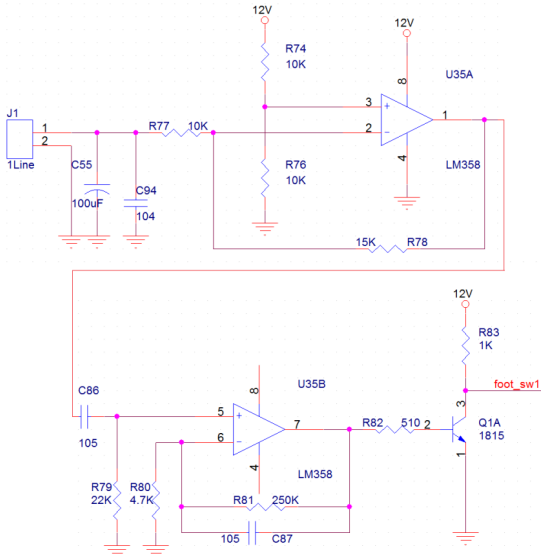 12V
12V
R74
10K
U35A
8
J1
3
+
1
R77
10K
1
2
2
-
1Line
C55
R76
4
LM358
C94
10K
100uF
104
15K
R78
12V
R83
1K
8
U35B
foot_sw1
C86
3
5
+
7
R82
510
2
Q1A
105
6
-
1815
4
1
R79
R80
LM358
22K
4.7K
R81
250K
105
C87